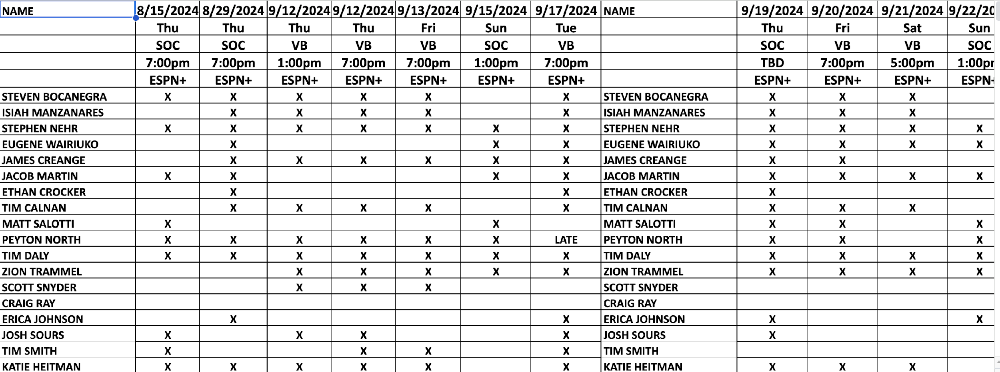 NAME 8/15/2024 8/29/2024 9/12/2024 9/12/2024 9/13/2024 9/15/2024 9/17/2024 NAME 9/19/2024 9/20/2024 9/21/2024 9/22/20
Thu Thu Thu Thu Fri Sun Tue Thu Fri Sat Sun
SOC SOC VB VB VB SOC VB SOC VB VB SOC
7:00pm 7:00pm 1:00pm 7:00pm 7:00pm 1:00pm 7:00pm TBD 7:00pm 5:00pm 1:00pr
ESPN+ ESPN+ ESPN+ ESPN+ ESPN+ ESPN+ ESPN+ ESPN+ ESPN+ ESPN+ ESPN+
STEVEN BOCANEGRA X X X X X X STEVEN BOCANEGRA X X X
ISIAH MANZANARES X X X X X ISIAH MANZANARES X X X
STEPHEN NEHR X X X X X X X STEPHEN NEHR X X X X
EUGENE WAIRIUKO X X X EUGENE WAIRIUKO X X X X
JAMES CREANGE X X X X X X JAMES CREANGE X X
JACOB MARTIN X X X X JACOB MARTIN X X X X
ETHAN CROCKER X X ETHAN CROCKER X
TIM CALNAN X X X X X TIM CALNAN X X X
MATT SALOTTI X X MATT SALOTTI X X X
PEYTON NORTH X X X X X X LATE PEYTON NORTH X X X
TIM DALY X X X X X X X TIM DALY X X X X
ZION TRAMMEL X X X X X ZION TRAMMEL X X X X
SCOTT SNYDER X X X SCOTT SNYDER
CRAIG RAY CRAIG RAY
ERICA JOHNSON X X ERICA JOHNSON X X
JOSH SOURS X X X X JOSH SOURS X
TIM SMITH X X X X TIM SMITH
KATIE HEITMAN X X X X X X KATIE HEITMAN X X X